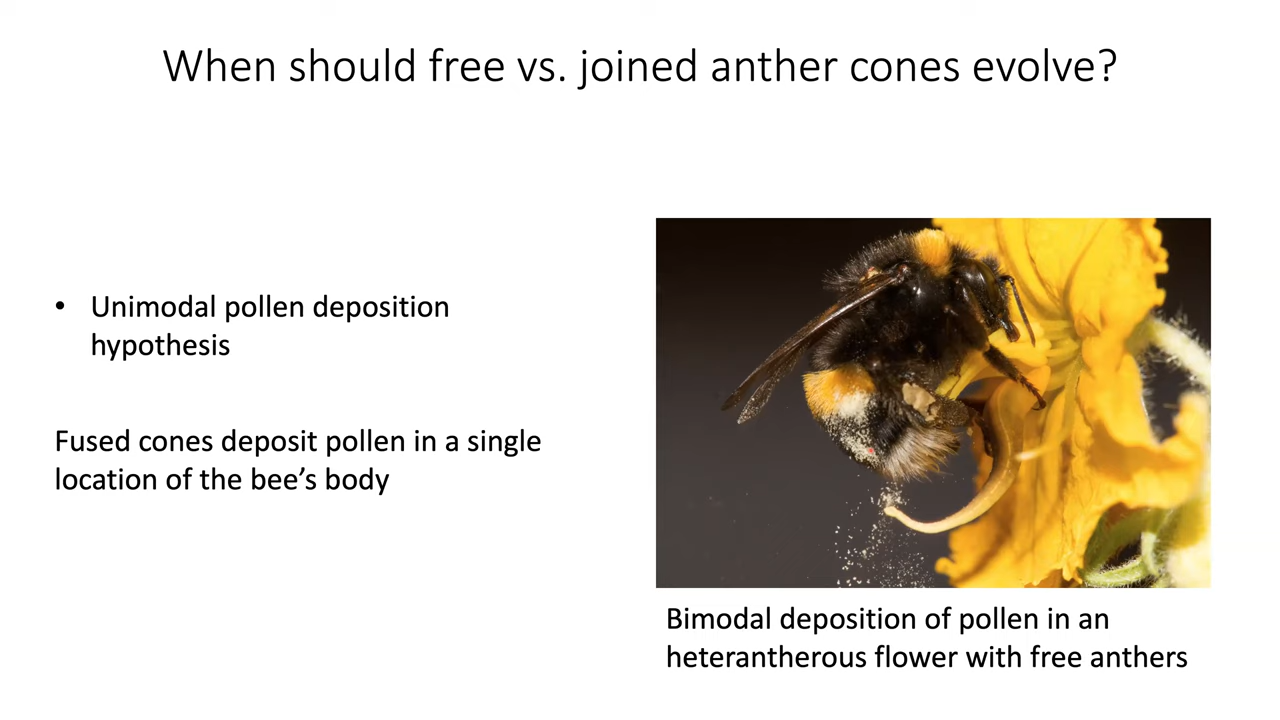 When should free vs. joined anther cones evolve?
• Unimodal pollen deposition
hypothesis
Fused cones deposit pollen in a single
location of the bee's body
Bimodal deposition of pollen in an
heterantherous flower with free anthers